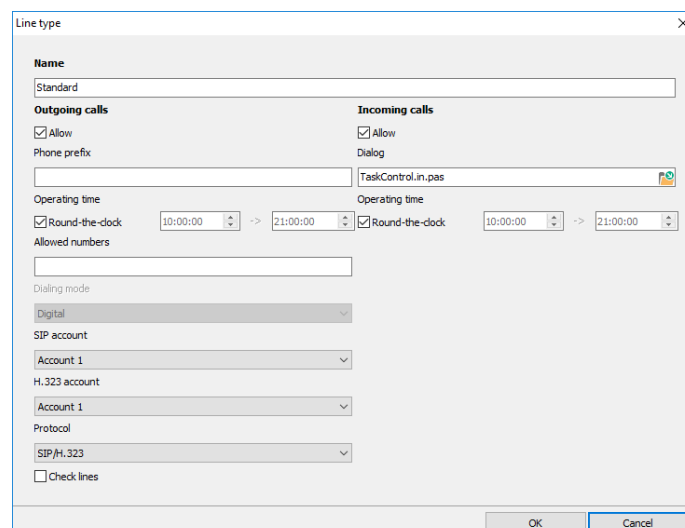 Line type
Name
Standard
Outgoing calls
Incoming calls
Allow
Allow
Phone prefix
Dialog
TaskControl.in.pas
Operating time
Operating time
Round-the-clock 10:00:00 -> 21:00:00
Round-the-clock 10:00:00 -> 21:00:00
Allowed numbers
Dialing mode
Digital
SIP account
Account 1
H.323 account
Account 1
Protocol
SIP/H.323
Check lines
OK
Cancel